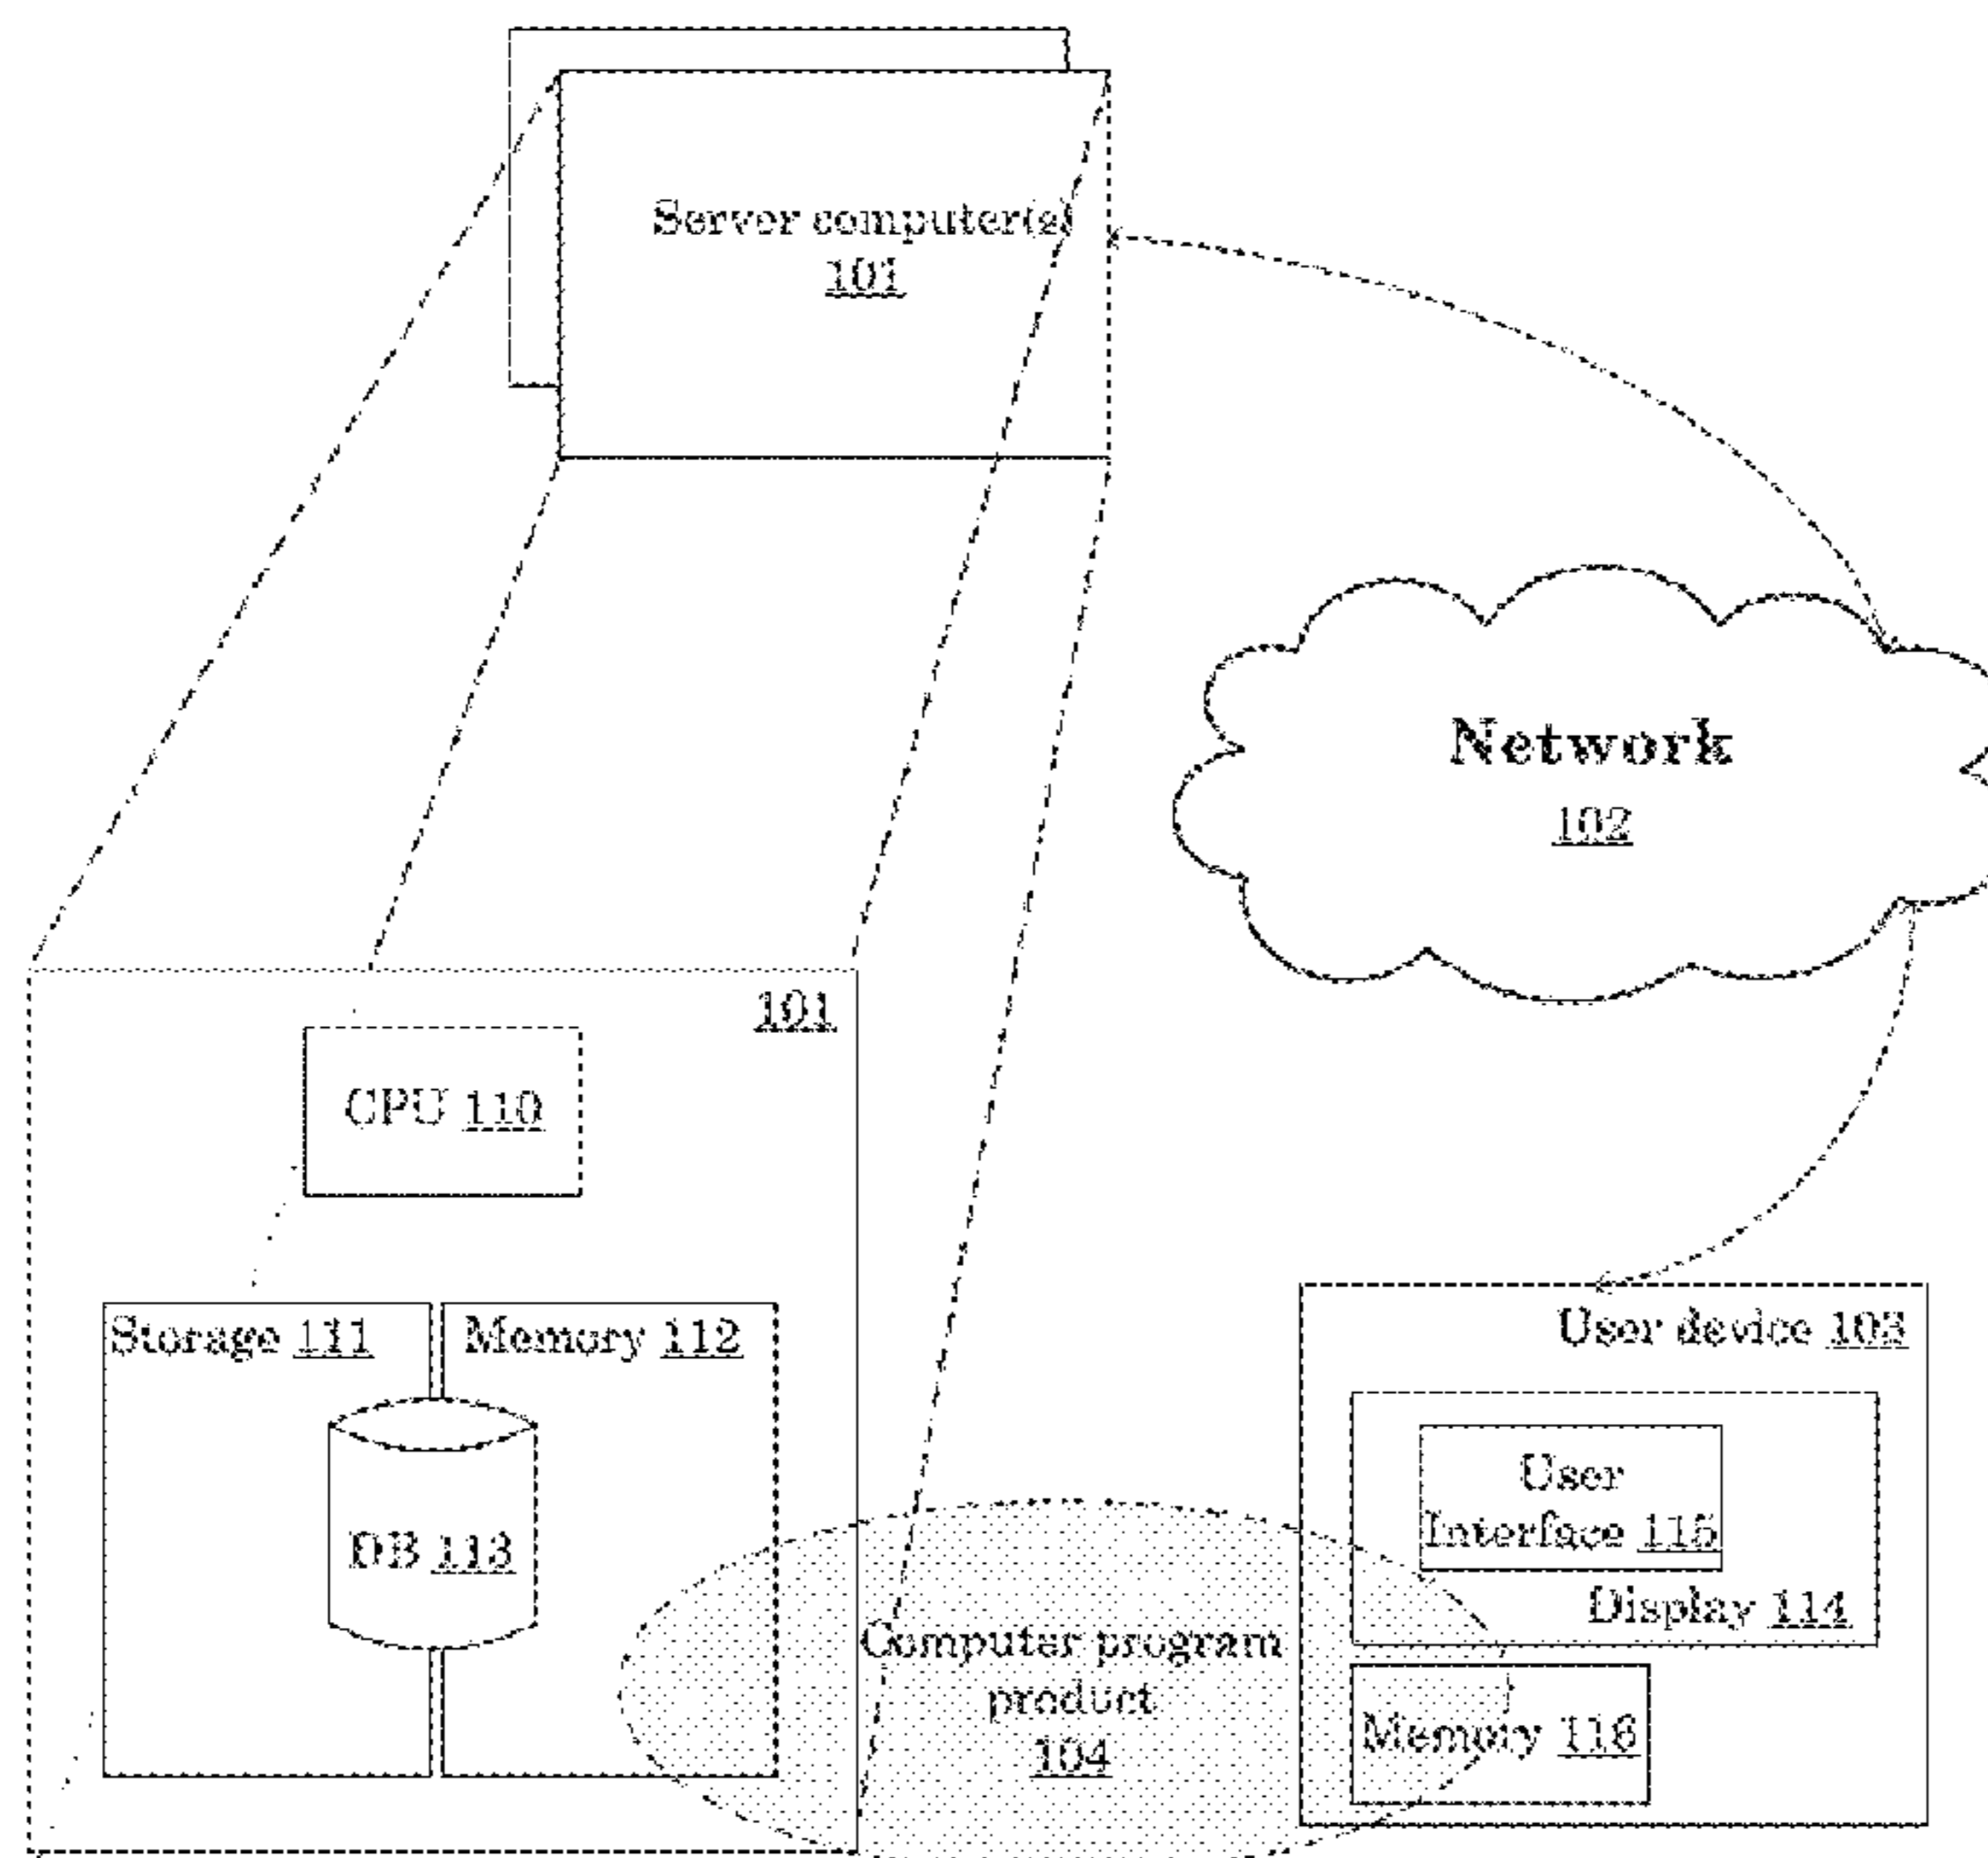 Server computer(s)
101
Network
102
101
CPU 110
Storage 111
Memory 112
DB 113
User device 103
User
Interface 115
Display 114
Memory 116
Computer program
product
104